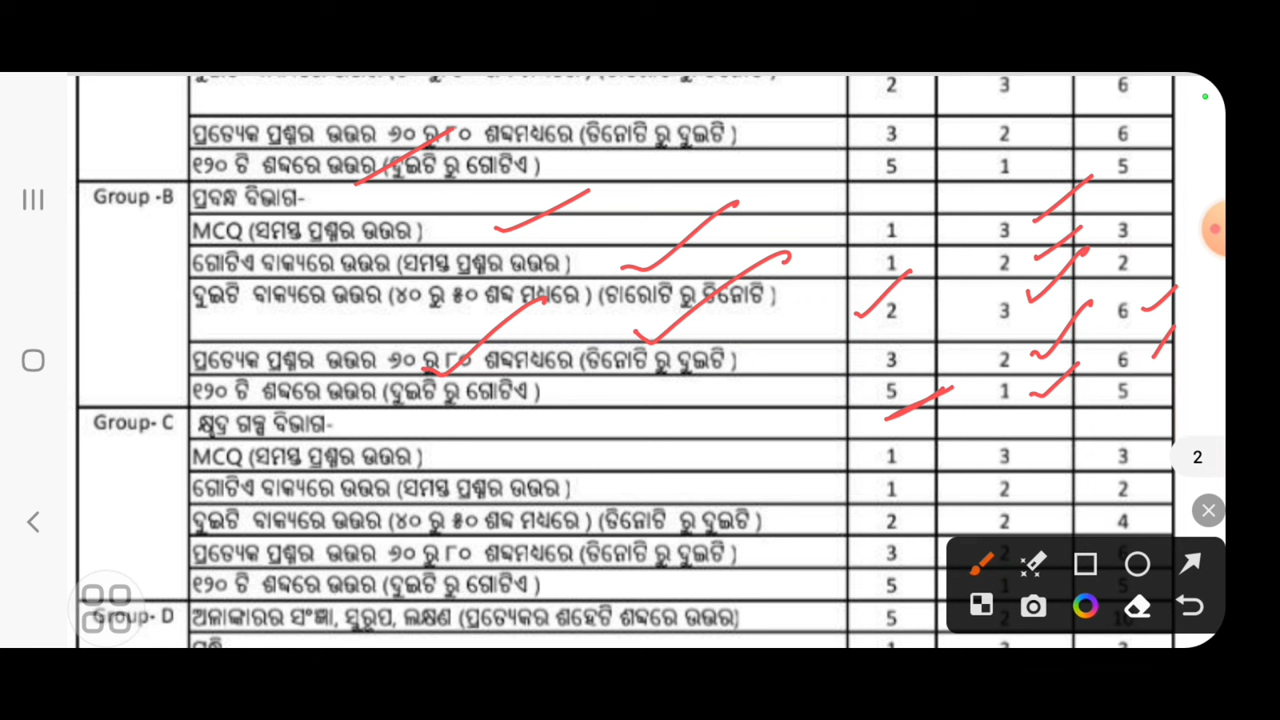 2 3 6
ପ୍ରତ୍ୟେକ ପ୍ରଶ୍ନର ଉତ୍ତର ୬୦ ରୁ ୮୦ ଶବ୍ଦମଧ୍ୟରେ (ତିନୋଟି ରୁ ଦୁଇଟି) 3 2 6
୧୨୦ ଟି ଶବ୍ଦରେ ଉତ୍ତର (ଦୁଇଟି ରୁ ଗୋଟିଏ) 5 1 5
Group -B ପ୍ରବନ୍ଧ ବିଭାଗ-
MCQ (ସମସ୍ତ ପ୍ରଶ୍ନର ଉତ୍ତର) 1 3 3
ଗୋଟିଏ ବାକ୍ୟରେ ଉତ୍ତର (ସମସ୍ତ ପ୍ରଶ୍ନର ଉତ୍ତର) 1 2 2
ଦୁଇଟି ବାକ୍ୟରେ ଉତ୍ତର (୪୦ ରୁ ୫୦ ଶବ୍ଦ ମଧ୍ୟରେ) (ଚାରୋଟି ରୁ ତିନୋଟି) 2 3 6
ପ୍ରତ୍ୟେକ ପ୍ରଶ୍ନର ଉତ୍ତର ୬୦ ରୁ ୮୦ ଶବ୍ଦମଧ୍ୟରେ (ତିନୋଟି ରୁ ଦୁଇଟି) 3 2 6
୧୨୦ ଟି ଶବ୍ଦରେ ଉତ୍ତର (ଦୁଇଟି ରୁ ଗୋଟିଏ) 5 1 5
Group- C କ୍ଷୁଦ୍ର ଗଳ୍ପ ବିଭାଗ-
MCQ (ସମସ୍ତ ପ୍ରଶ୍ନର ଉତ୍ତର) 1 3 3
2
ଗୋଟିଏ ବାକ୍ୟରେ ଉତ୍ତର (ସମସ୍ତ ପ୍ରଶ୍ନର ଉତ୍ତର) 1 2 2
ଦୁଇଟି ବାକ୍ୟରେ ଉତ୍ତର (୪୦ ରୁ ୫୦ ଶବ୍ଦ ମଧ୍ୟରେ) (ତିନୋଟି ରୁ ଦୁଇଟି) 2 2 4
ପ୍ରତ୍ୟେକ ପ୍ରଶ୍ନର ଉତ୍ତର ୬୦ ରୁ ୮୦ ଶବ୍ଦମଧ୍ୟରେ (ତିନୋଟି ରୁ ଦୁଇଟି) 3
୧୨୦ ଟି ଶବ୍ଦରେ ଉତ୍ତର (ଦୁଇଟି ରୁ ଗୋଟିଏ) 5
Group- D ଅଳଙ୍କାରର ସଂଜ୍ଞା, ସ୍ୱରୂପ, ଲକ୍ଷଣ (ପ୍ରତ୍ୟେକର ଶହେଟି ଶବ୍ଦରେ ଉତ୍ତର) 5